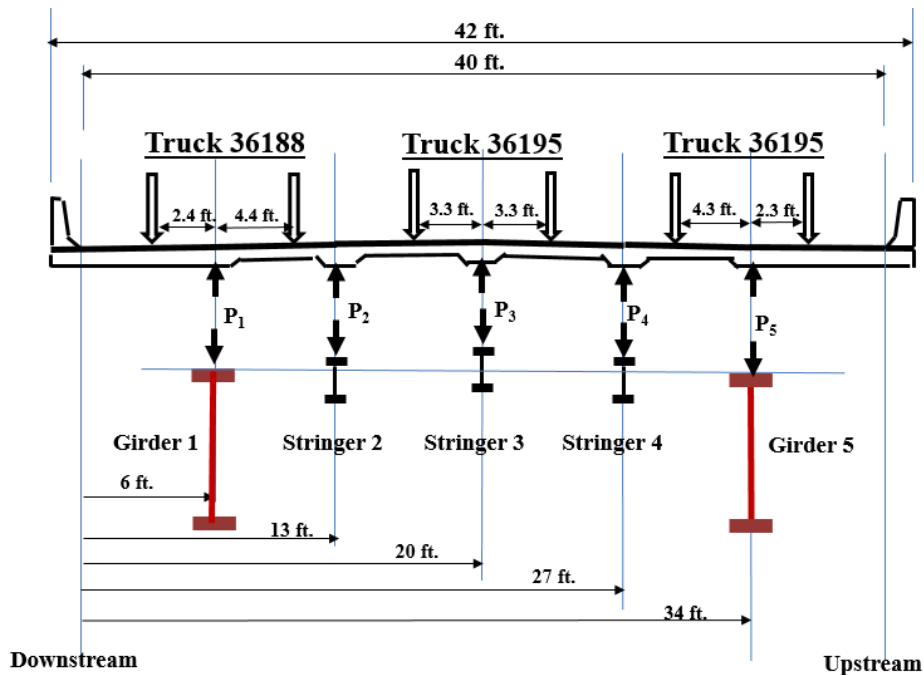 42 ft.
40 ft.
Truck 36188 Truck 36195 Truck 36195
2.4 ft. 4.4 ft. 3.3 ft. 3.3 ft. 4.3 ft. 2.3 ft.
P1 P2 P3 P4 P5
Girder 1 Stringer 2 Stringer 3 Stringer 4 Girder 5
6 ft.
13 ft.
20 ft.
27 ft.
34 ft.
Downstream Upstream